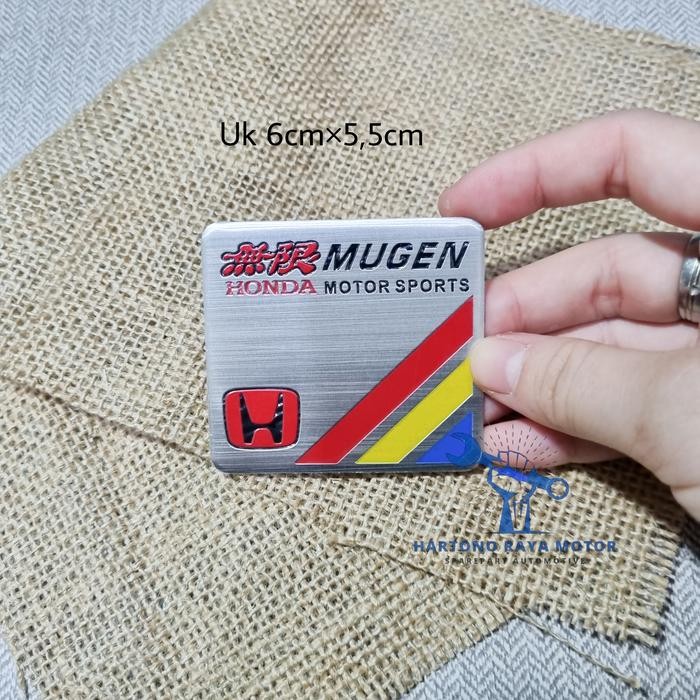 Uk 6cm×5,5cm
無限 MUGEN
HONDA MOTOR SPORTS
HARTONO RAYA MOTOR
SPAREPART AUTOMOTIVE